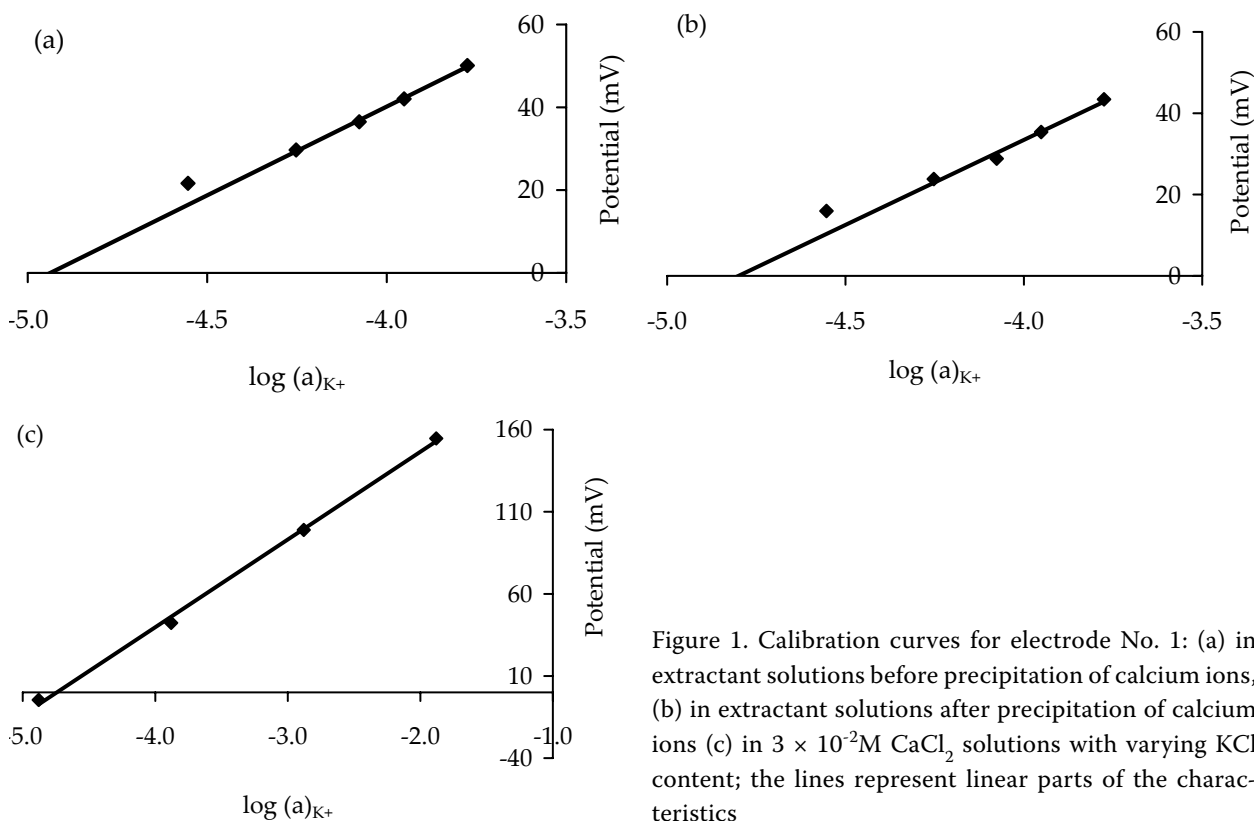 (a)
60
40
20
0
Potential (mV)
-5.0 -4.5 -4.0 -3.5
log (a)K+
(b)
60
40
20
0
Potential (mV)
-5.0 -4.5 -4.0 -3.5
log (a)K+
(c)
160
110
60
10
-40
Potential (mV)
-5.0 -4.0 -3.0 -2.0 -1.0
log (a)K+
Figure 1. Calibration curves for electrode No. 1: (a) in
extractant solutions before precipitation of calcium ions,
(b) in extractant solutions after precipitation of calcium
ions (c) in 3 × 10-2M CaCl2 solutions with varying KCl
content; the lines represent linear parts of the charac-
teristics